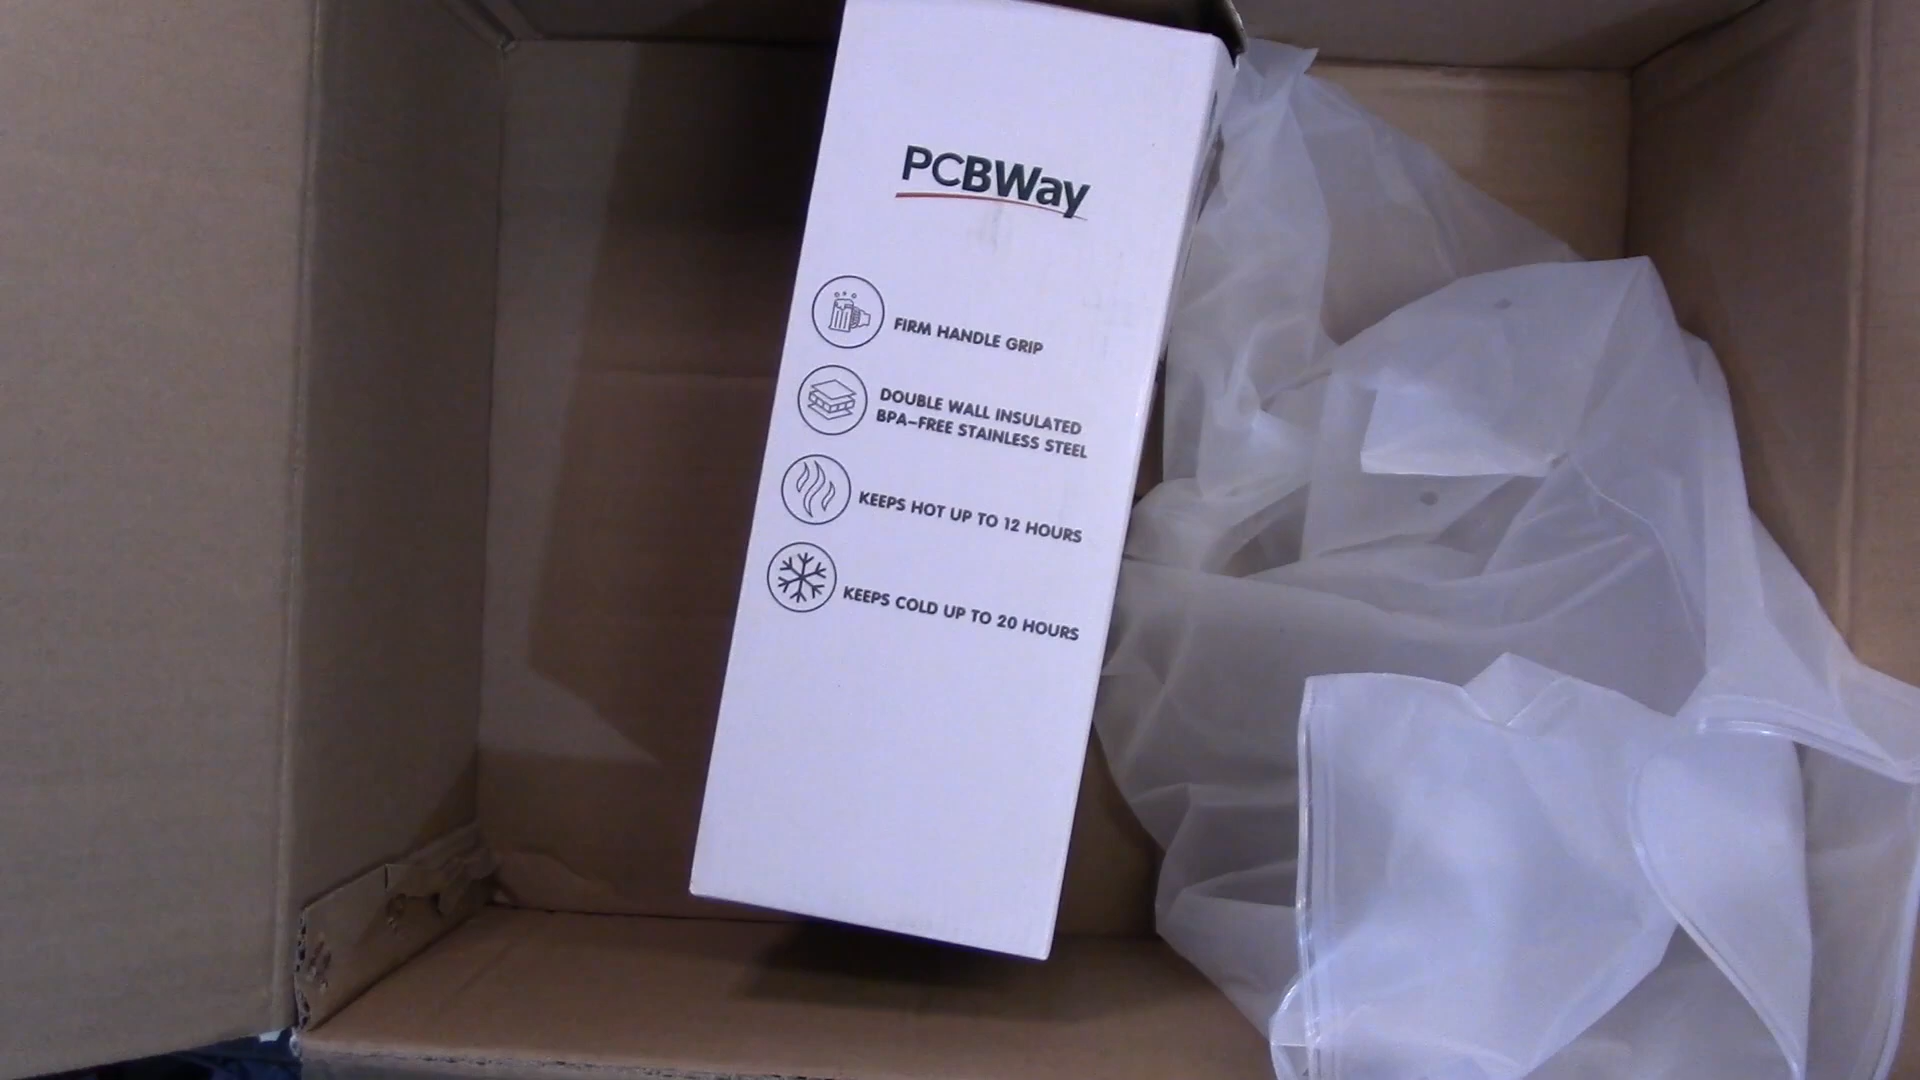 PCBWay
FIRM HANDLE GRIP
DOUBLE WALL INSULATED
BPA-FREE STAINLESS STEEL
KEEPS HOT UP TO 12 HOURS
KEEPS COLD UP TO 20 HOURS